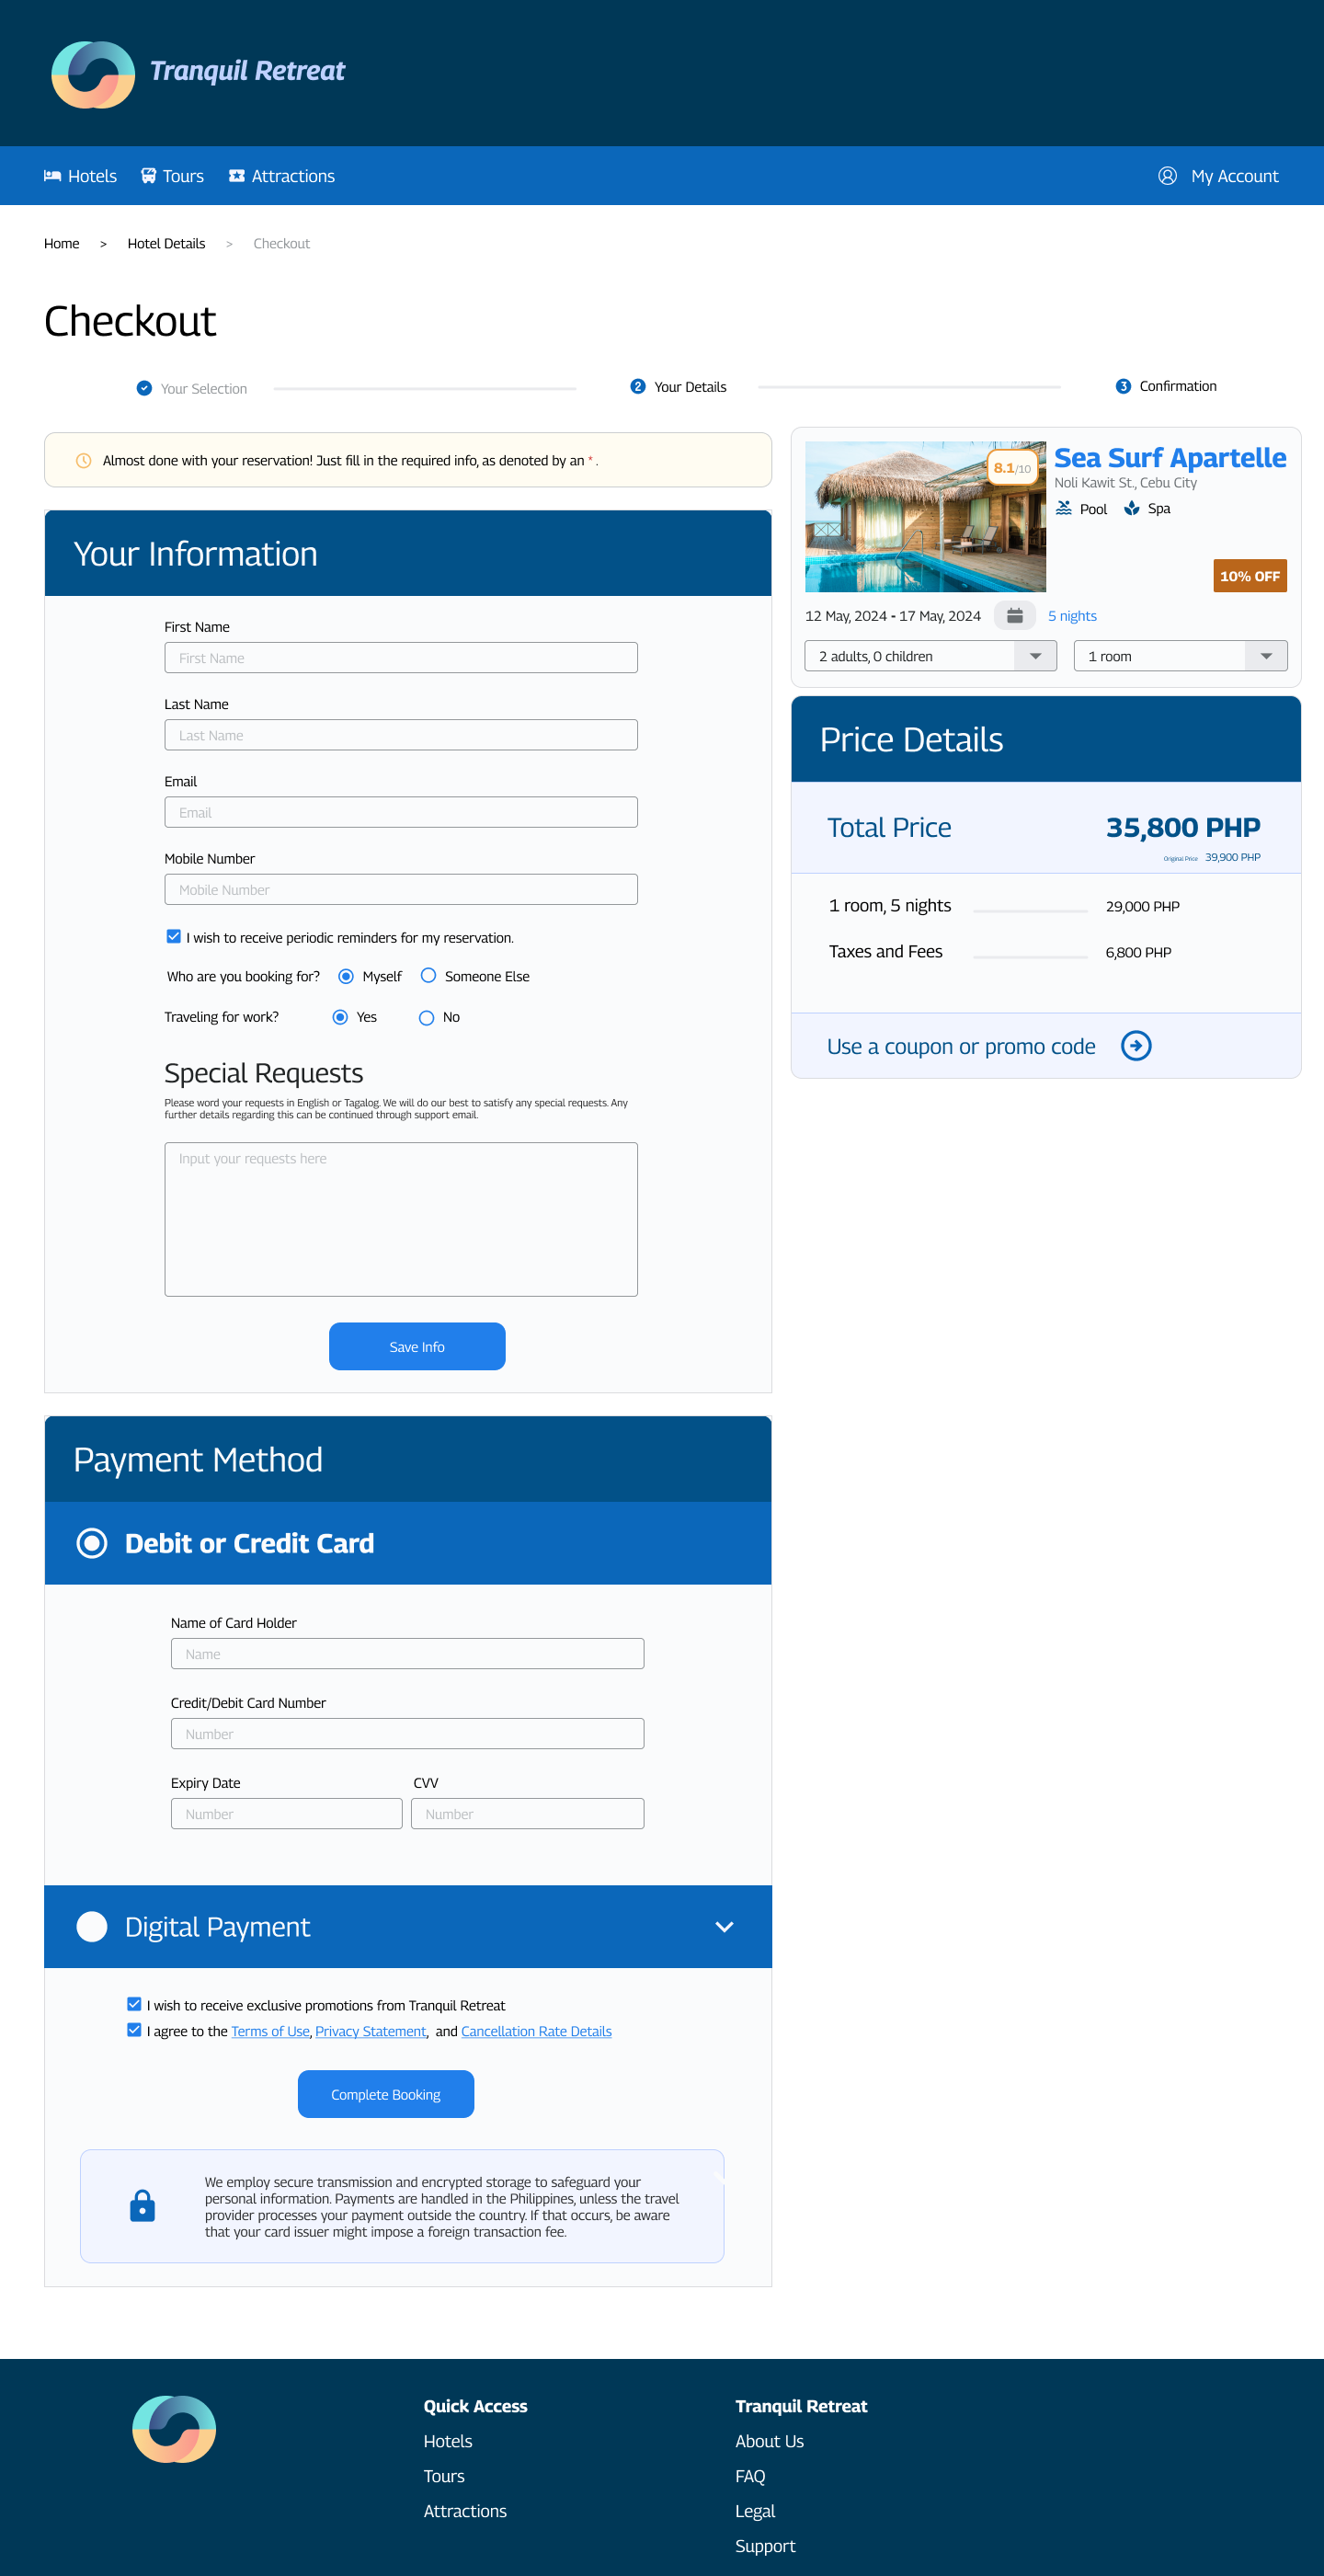 Tranquil Retreat
Hotels
Tours
Attractions
My Account
Home > Hotel Details > Checkout
Checkout
Your Selection
2 Your Details
3 Confirmation
Almost done with your reservation! Just fill in the required info, as denoted by an * .
Your Information
First Name
First Name
Last Name
Last Name
Email
Email
Mobile Number
Mobile Number
I wish to receive periodic reminders for my reservation.
Who are you booking for? Myself Someone Else
Traveling for work? Yes No
Special Requests
Please word your requests in English or Tagalog. We will do our best to satisfy any special requests. Any
further details regarding this can be continued through support email.
Input your requests here
Save Info
8.1/10
Sea Surf Apartelle
Noli Kawit St., Cebu City
Pool Spa
10% OFF
12 May, 2024 - 17 May, 2024 5 nights
2 adults, 0 children
1 room
Price Details
Total Price 35,800 PHP
Original Price 39,900 PHP
1 room, 5 nights 29,000 PHP
Taxes and Fees 6,800 PHP
Use a coupon or promo code
Payment Method
Debit or Credit Card
Name of Card Holder
Name
Credit/Debit Card Number
Number
Expiry Date CVV
Number Number
Digital Payment
I wish to receive exclusive promotions from Tranquil Retreat
I agree to the Terms of Use, Privacy Statement, and Cancellation Rate Details
Complete Booking
We employ secure transmission and encrypted storage to safeguard your
personal information. Payments are handled in the Philippines, unless the travel
provider processes your payment outside the country. If that occurs, be aware
that your card issuer might impose a foreign transaction fee.
Quick Access
Hotels
Tours
Attractions
Tranquil Retreat
About Us
FAQ
Legal
Support